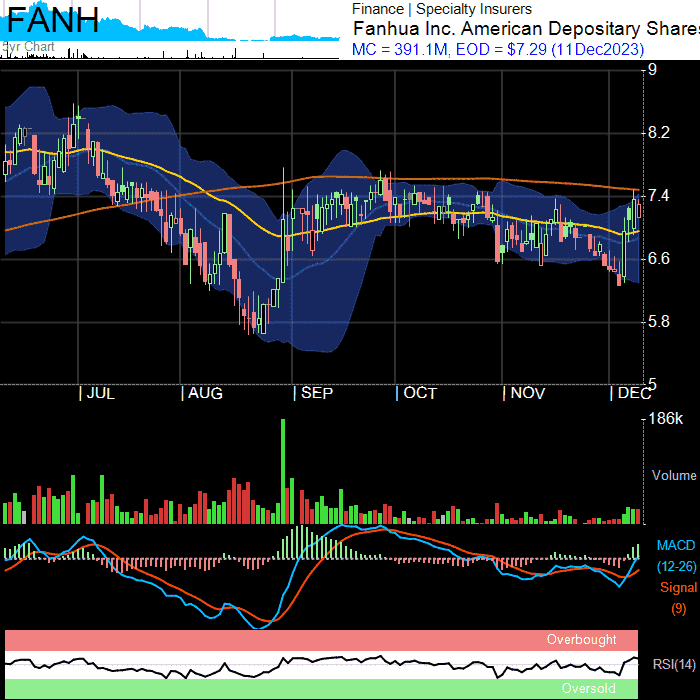 FANH
5yr Chart
Finance | Specialty Insurers
Fanhua Inc. American Depositary Shares
MC = 391.1M, EOD = $7.29 (11Dec2023)
9
8.2
7.4
6.6
5.8
5
| JUL | AUG | SEP | OCT | NOV | DEC
186k
Volume
MACD
(12-26)
Signal
(9)
Overbought
RSI(14)
Oversold